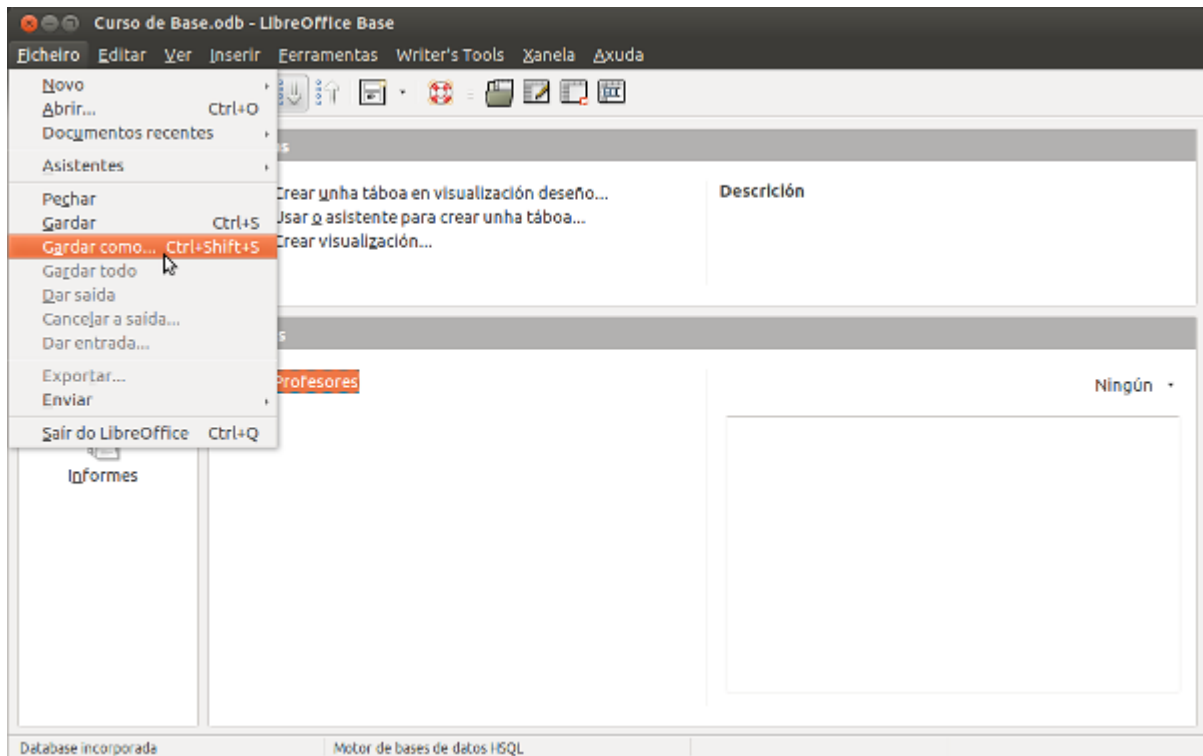 Curso de Base.odb - LibreOffice Base
Ficheiro Editar Ver Inserir Ferramentas Writer's Tools Xanela Axuda
Novo
Abrir... Ctrl+O
Documentos recentes
Asistentes
Pechar
Gardar Ctrl+S
Gardar como... Ctrl+Shift+S
Gardar todo
Dar saída
Cancelar a saída...
Dar entrada...
Exportar...
Enviar
Saír do LibreOffice Ctrl+Q
s
Crear unha táboa en visualización deseño...
Usar o asistente para crear unha táboa...
Crear visualización...
Descrición
s
Profesores
Ningún
Informes
Database incorporada
Motor de bases de datos HSQL